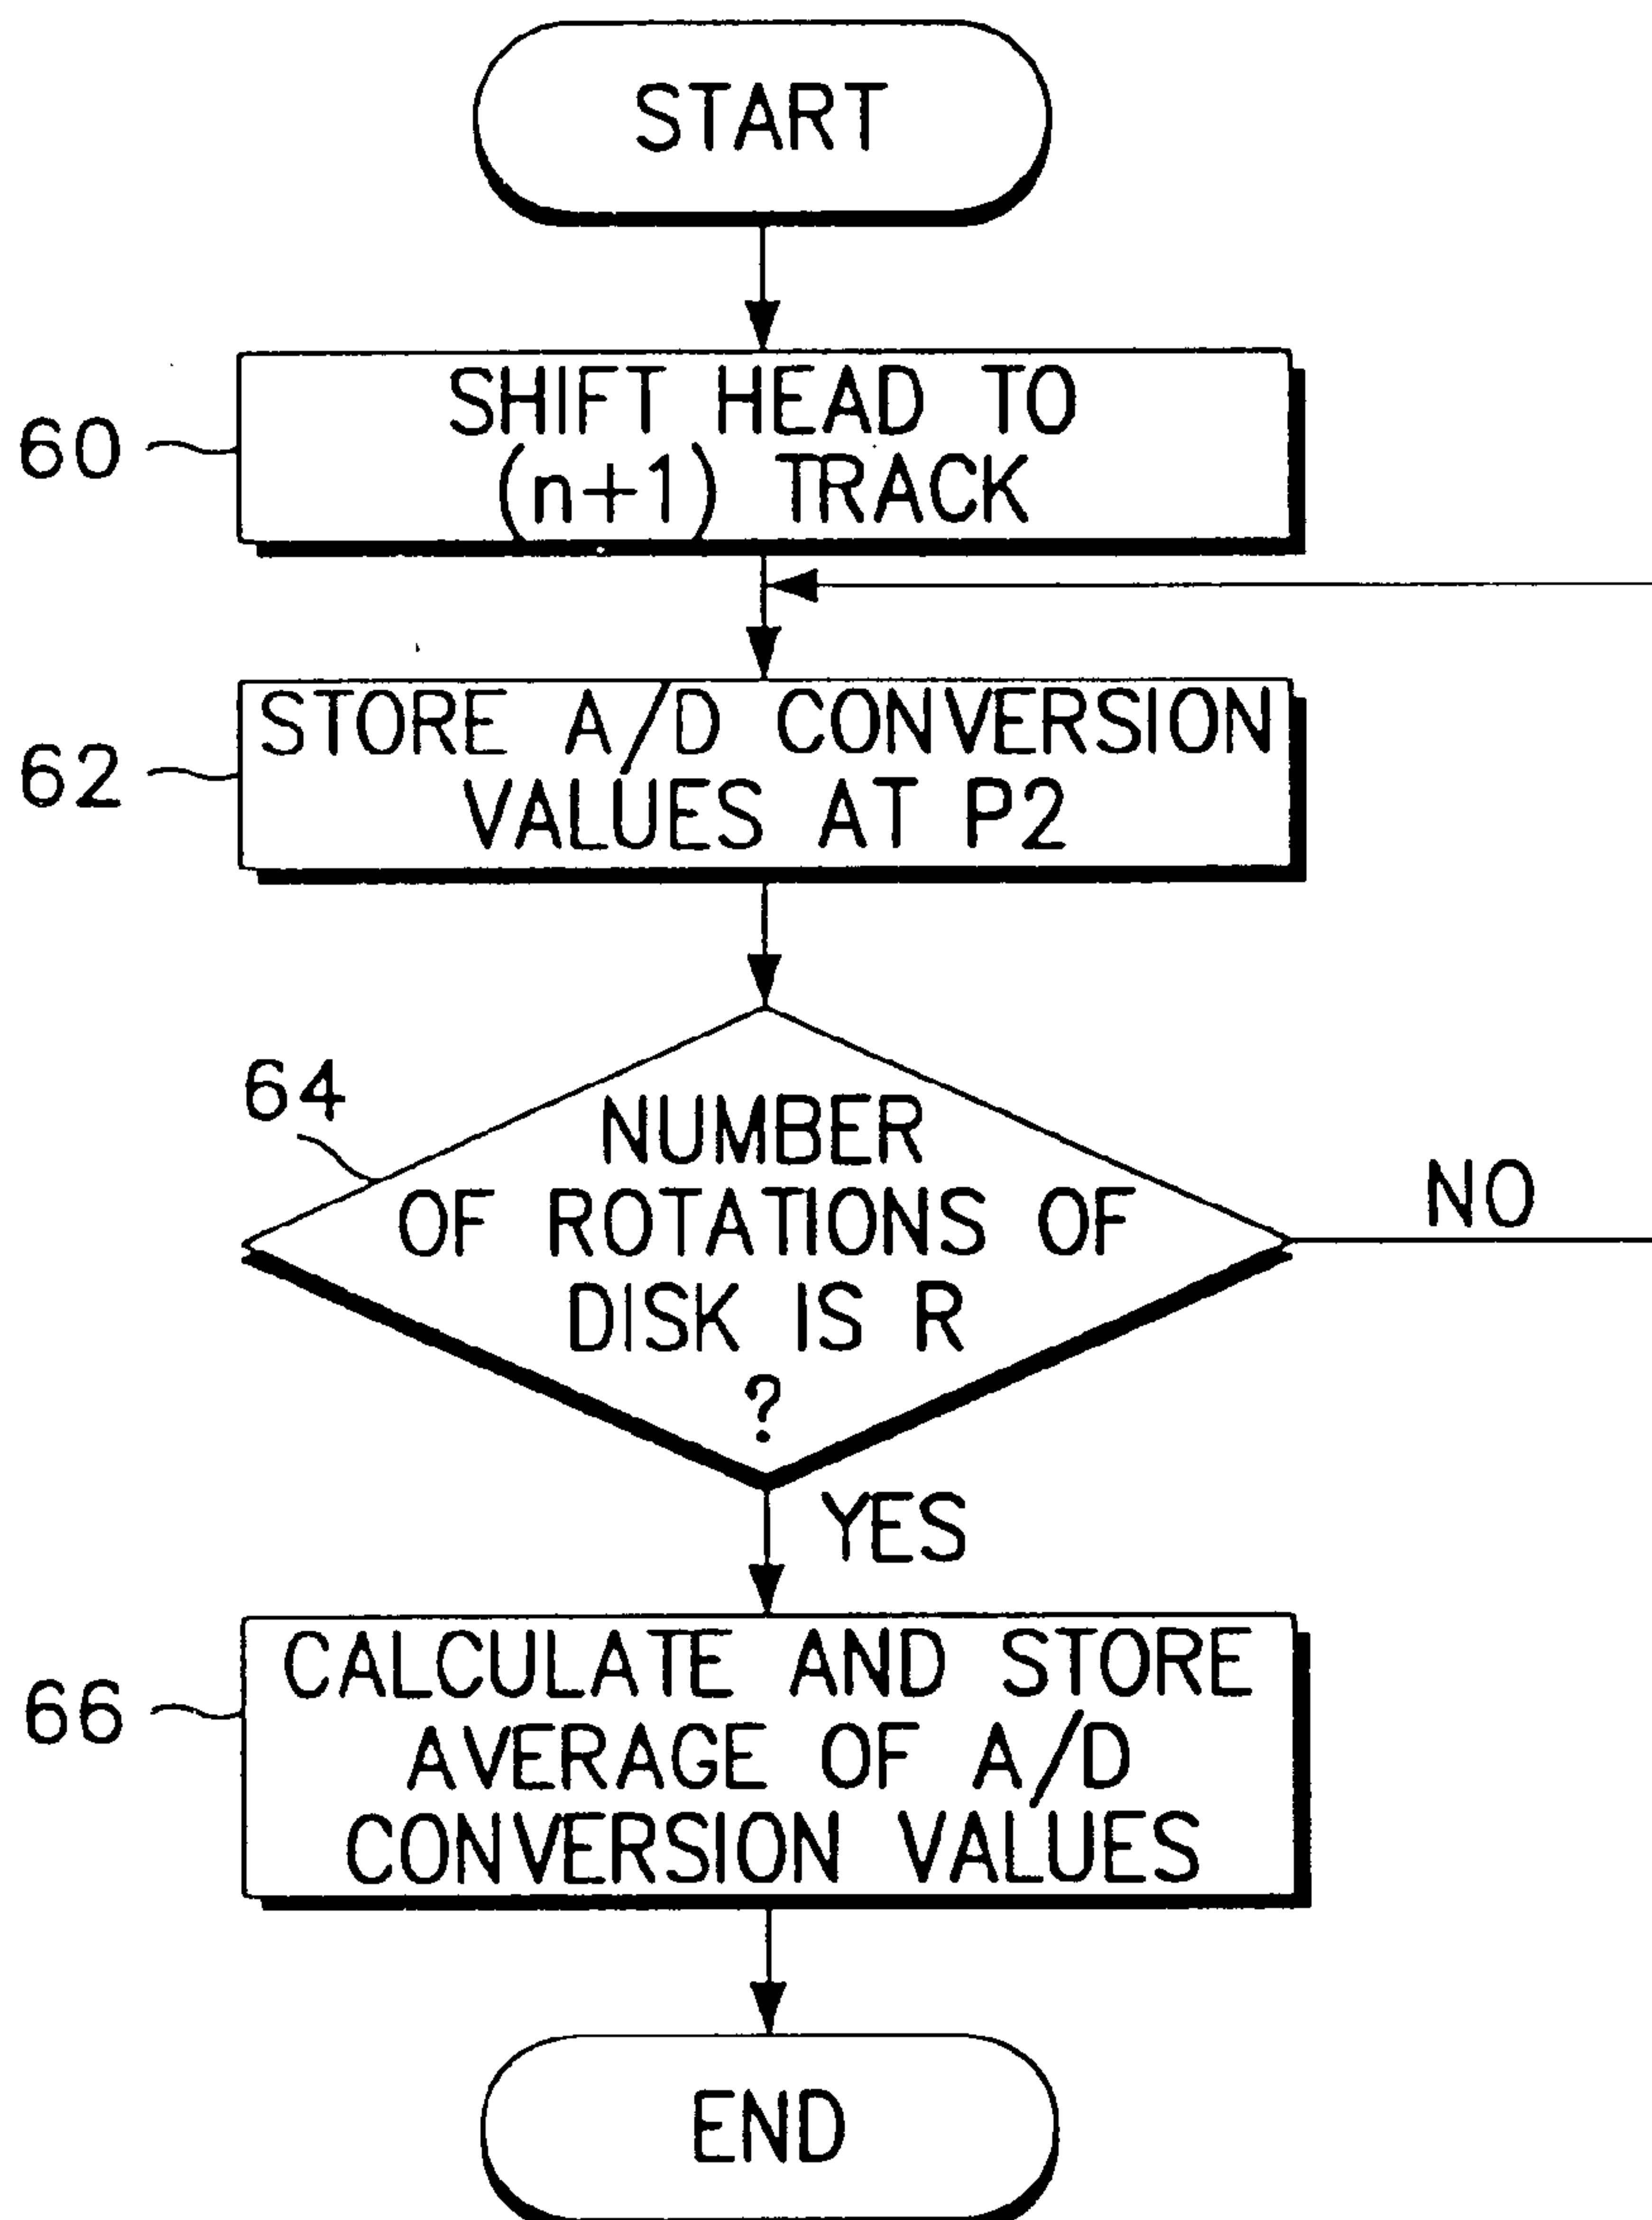 START
SHIFT HEAD TO
(n+1) TRACK
60
STORE A/D CONVERSION
VALUES AT P2
62
64
NUMBER
OF ROTATIONS OF
DISK IS R
?
NO
YES
CALCULATE AND STORE
AVERAGE OF A/D
CONVERSION VALUES
66
END